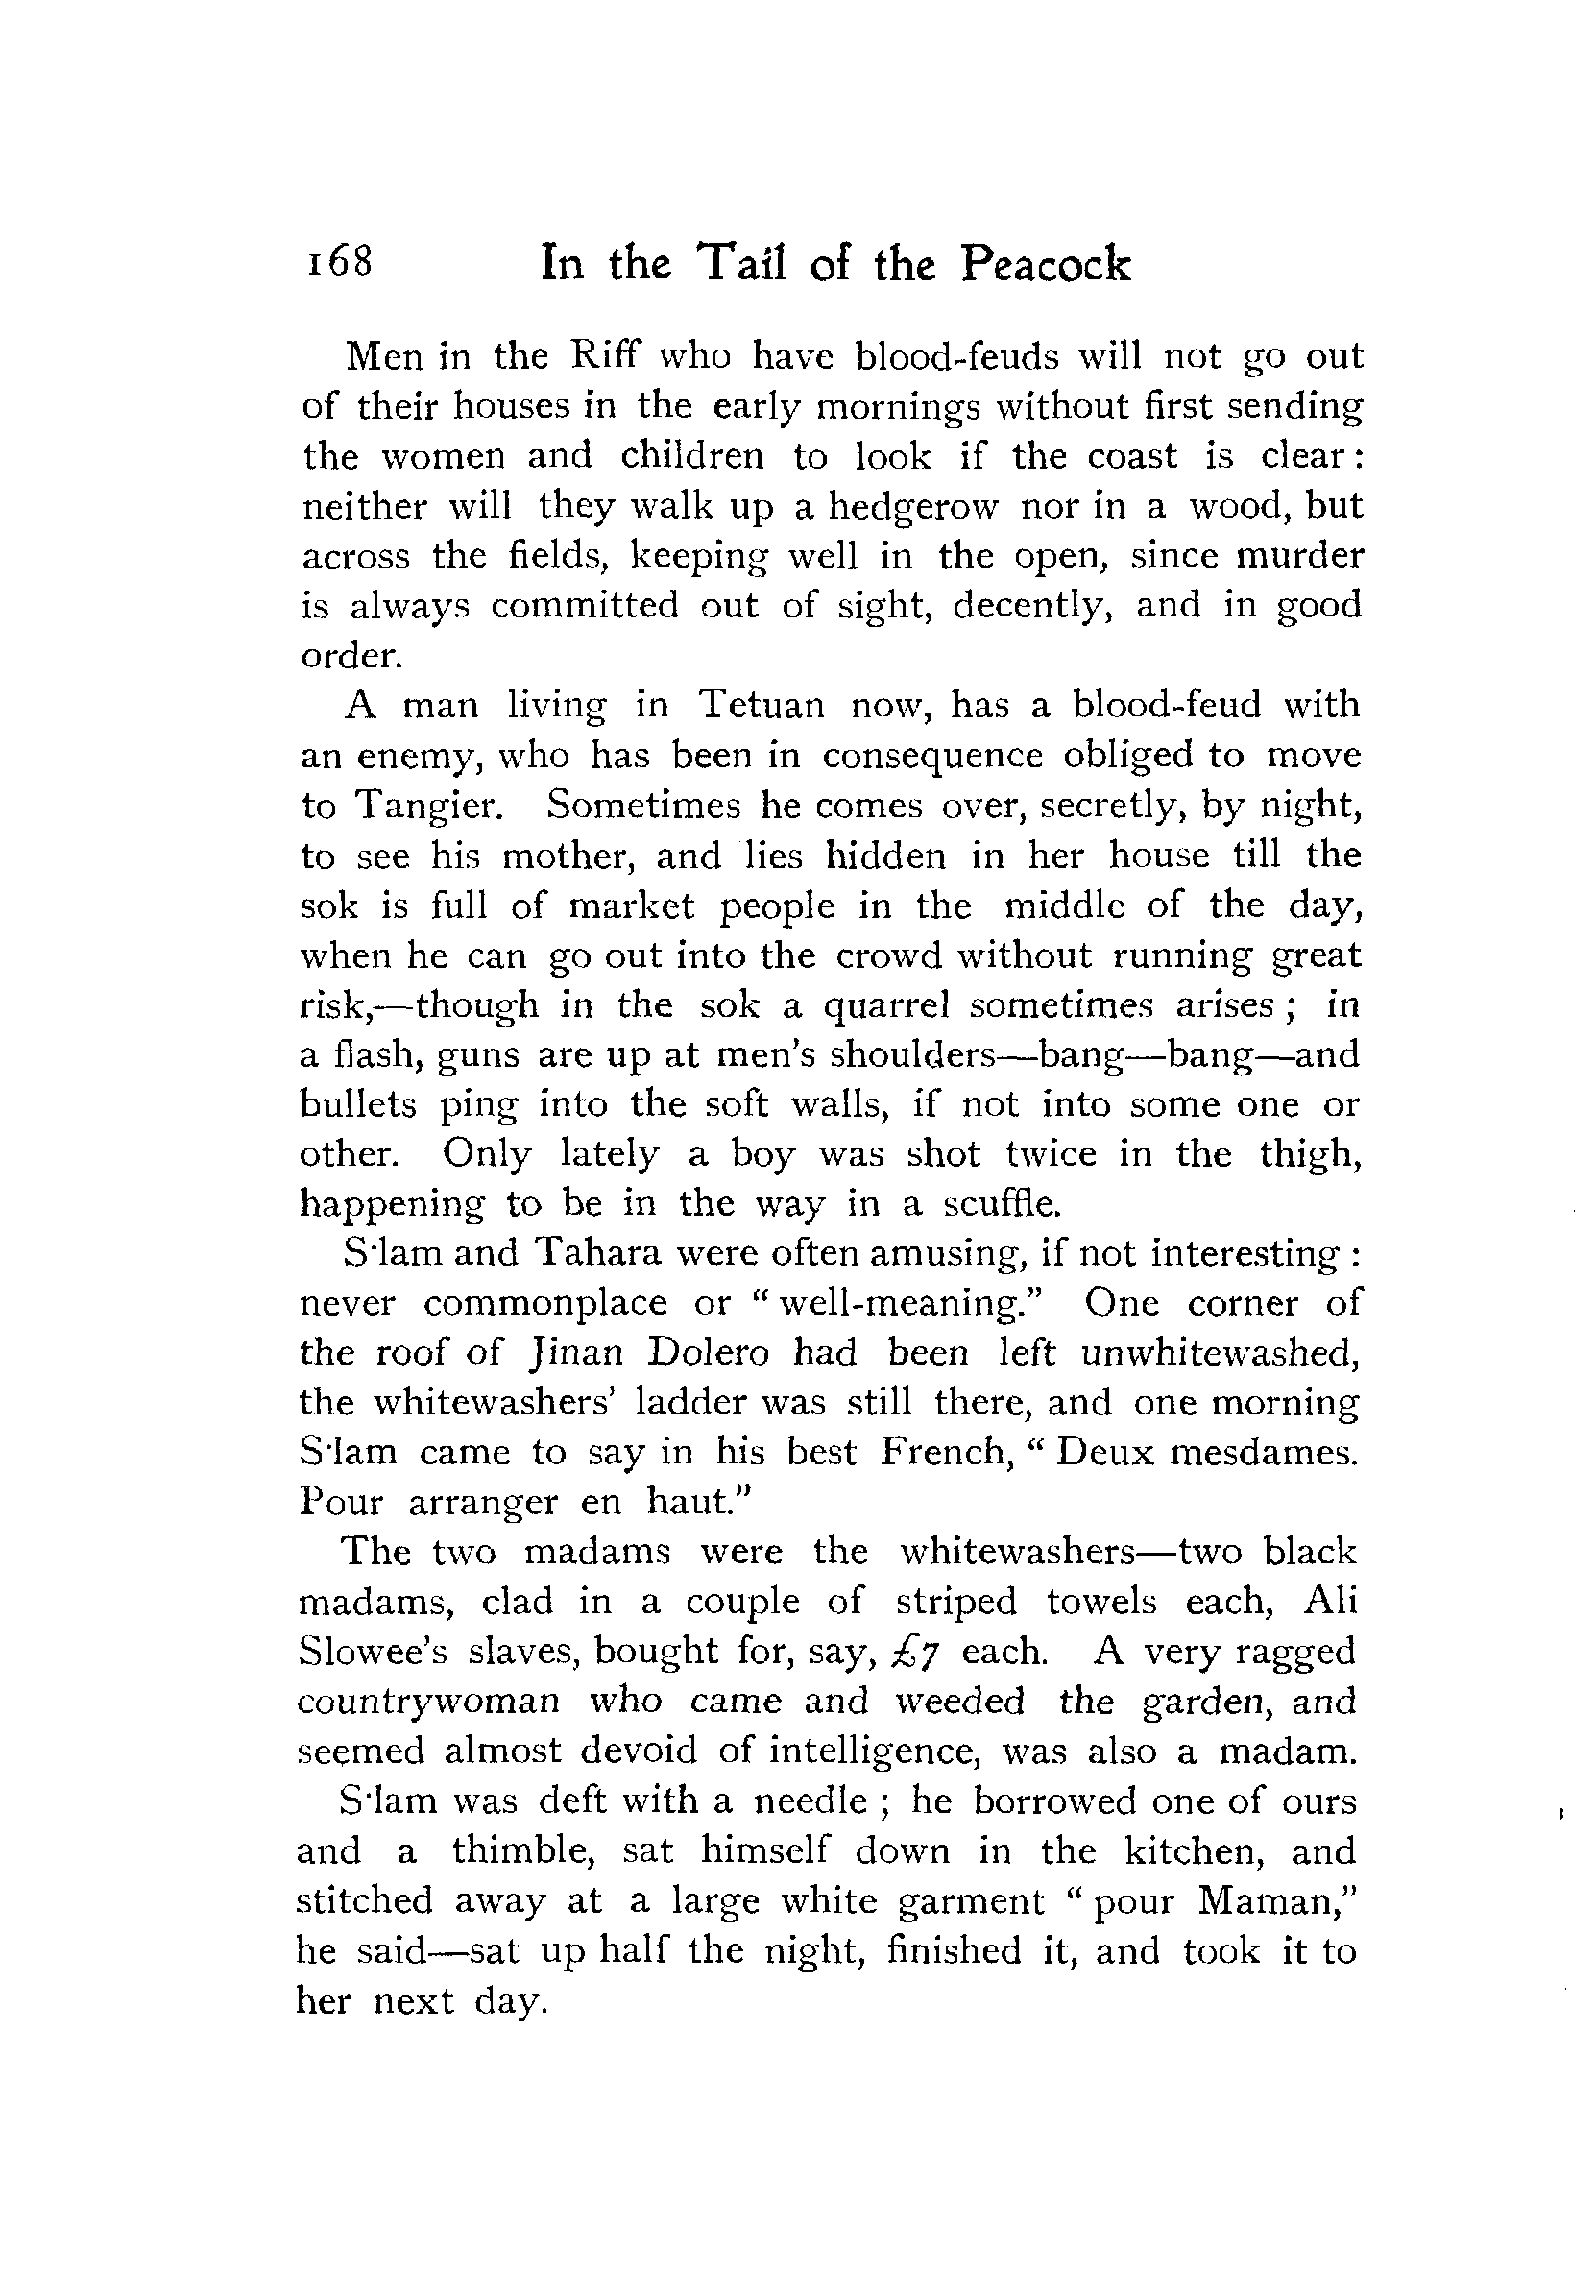 168 In the Tail of the Peacock
Men in the Riff who have blood-feuds will not go out
of their houses in the early mornings without first sending
the women and children to look if the coast is clear:
neither will they walk up a hedgerow nor in a wood, but
across the fields, keeping well in the open, since murder
is always committed out of sight, decently, and in good
order.
A man living in Tetuan now, has a blood-feud with
an enemy, who has been in consequence obliged to move
to Tangier. Sometimes he comes over, secretly, by night,
to see his mother, and lies hidden in her house till the
sok is full of market people in the middle of the day,
when he can go out into the crowd without running great
risk,—though in the sok a quarrel sometimes arises; in
a flash, guns are up at men's shoulders—bang—bang—and
bullets ping into the soft walls, if not into some one or
other. Only lately a boy was shot twice in the thigh,
happening to be in the way in a scuffle.
S'lam and Tahara were often amusing, if not interesting:
never commonplace or "well-meaning." One corner of
the roof of Jinan Dolero had been left unwhitewashed,
the whitewashers' ladder was still there, and one morning
S'lam came to say in his best French, "Deux mesdames.
Pour arranger en haut."
The two madams were the whitewashers—two black
madams, clad in a couple of striped towels each, Ali
Slowee's slaves, bought for, say, £7 each. A very ragged
countrywoman who came and weeded the garden, and
seemed almost devoid of intelligence, was also a madam.
S'lam was deft with a needle; he borrowed one of ours
and a thimble, sat himself down in the kitchen, and
stitched away at a large white garment "pour Maman,"
he said—sat up half the night, finished it, and took it to
her next day.